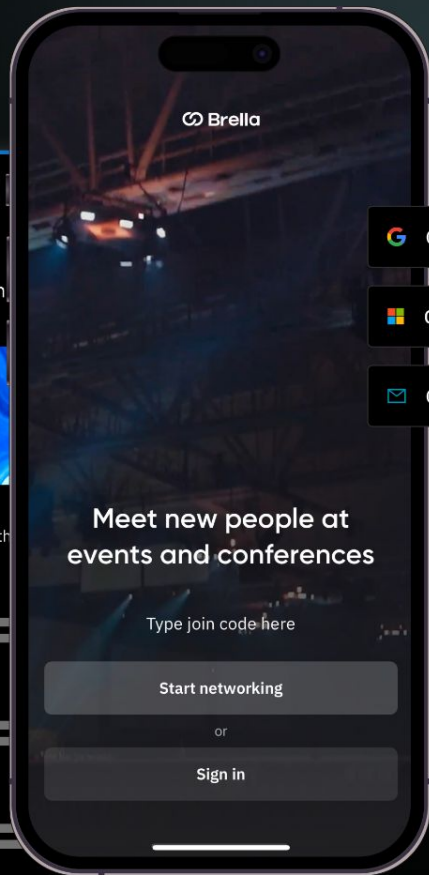 Brella
Meet new people at
events and conferences
Type join code here
Start networking
or
Sign in